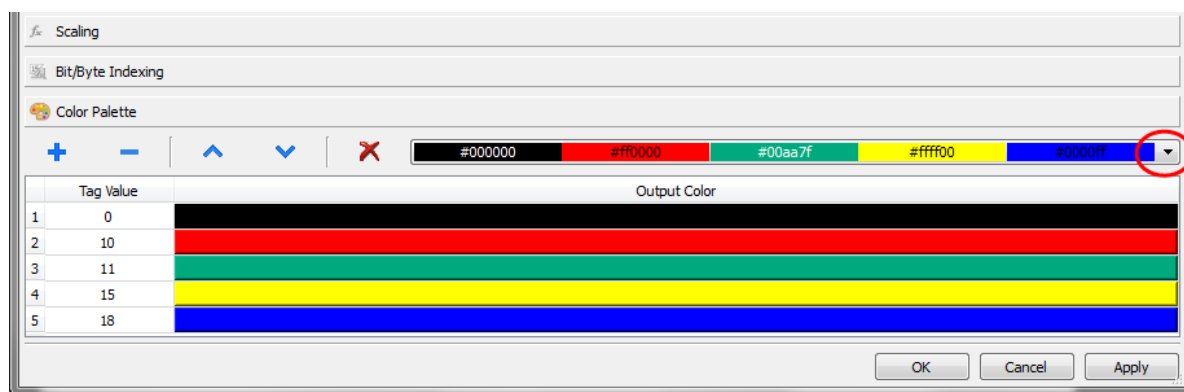 Scaling
Bit/Byte Indexing
Color Palette
#000000 #ff0000 #00aa7f #ffff00 #0000ff
Tag Value Output Color
1 0
2 10
3 11
4 15
5 18
OK Cancel Apply